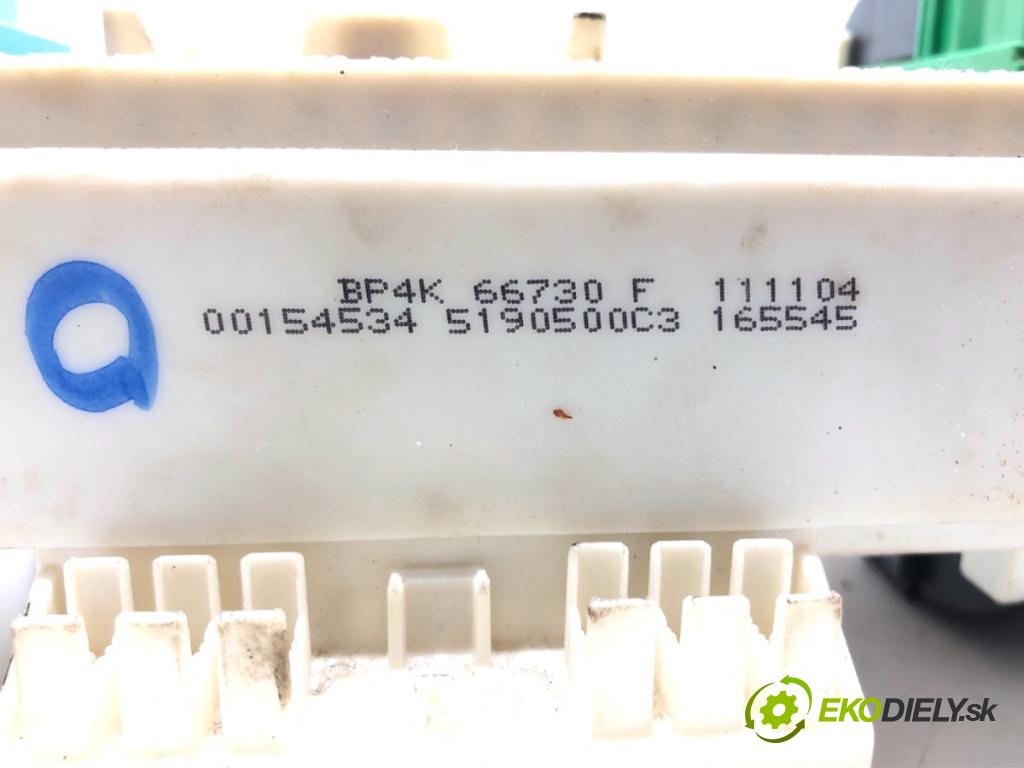 BP4K 66730 F 111104
00154534 5190500C3 165545
EKODIELY.sk